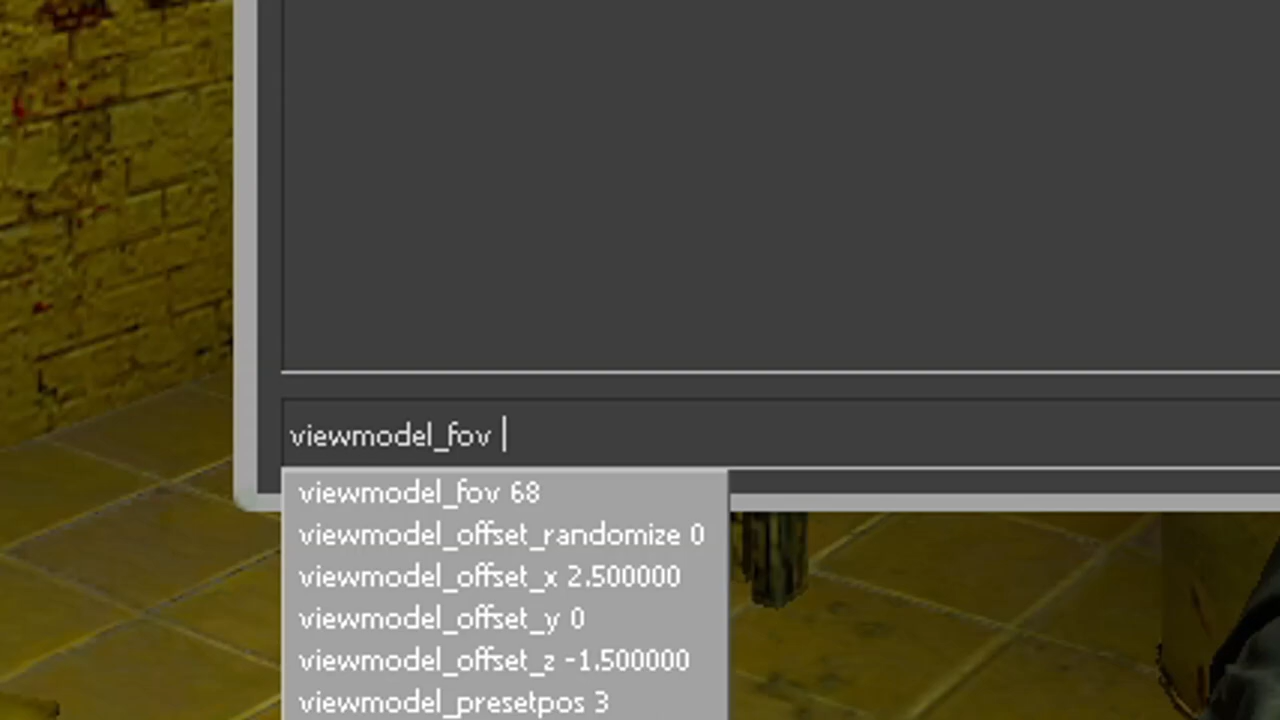 viewmodel_fov
viewmodel_fov 68
viewmodel_offset_randomize 0
viewmodel_offset_x 2.500000
viewmodel_offset_y 0
viewmodel_offset_z -1.500000
viewmodel_presetpos 3